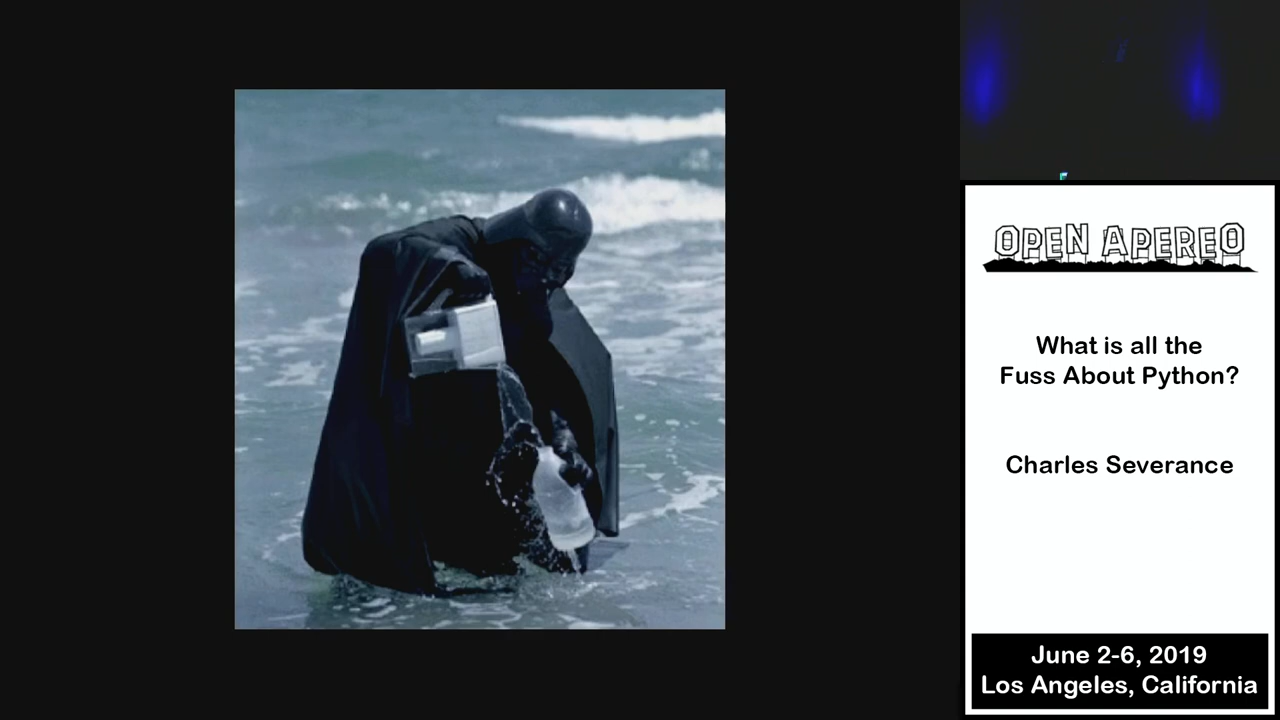 OPEN APEREO
What is all the
Fuss About Python?
Charles Severance
June 2-6, 2019
Los Angeles, California